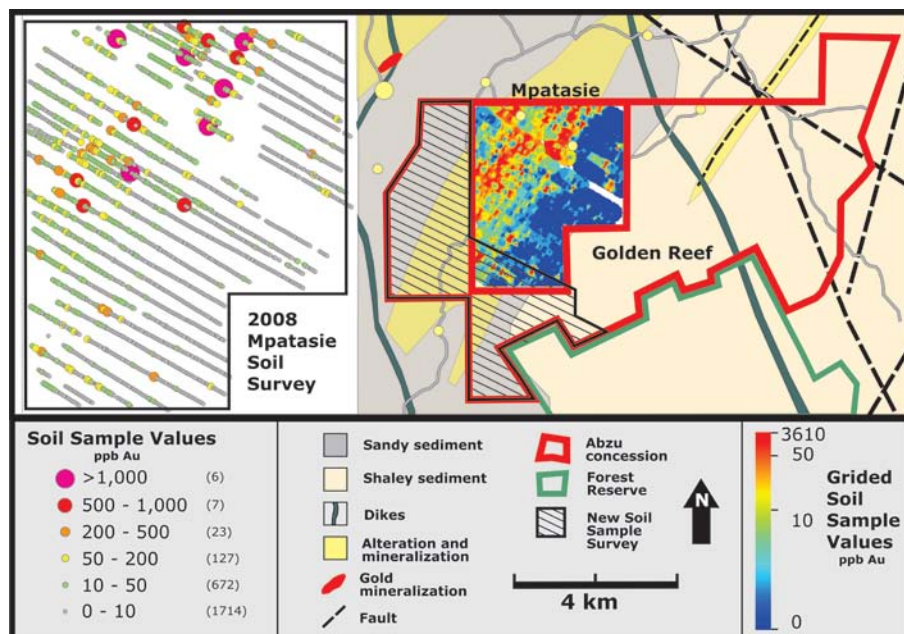 2008
Mpatasie
Soil
Survey
Mpatasie
Golden Reef
Soil Sample Values
ppb Au
>1,000 (6)
500 - 1,000 (7)
200 - 500 (23)
50 - 200 (127)
10 - 50 (672)
0 - 10 (1714)
Sandy sediment
Shaley sediment
Dikes
Alteration and
mineralization
Gold
mineralization
Fault
Abzu
concession
Forest
Reserve
New Soil
Sample
Survey
N
4 km
3610
50
10
0
Grided
Soil
Sample
Values
ppb Au